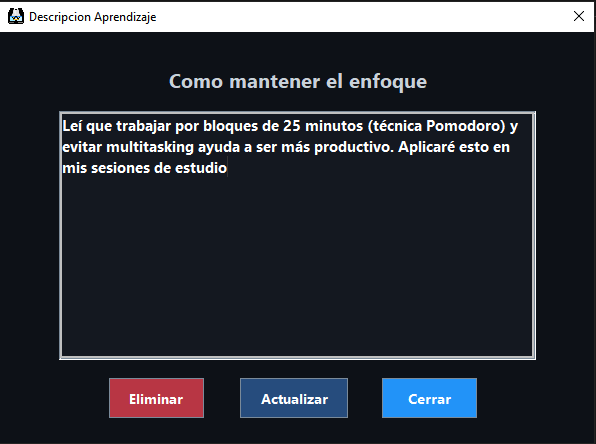 Descripcion Aprendizaje
Como mantener el enfoque
Leí que trabajar por bloques de 25 minutos (técnica Pomodoro) y
evitar multitasking ayuda a ser más productivo. Aplicaré esto en
mis sesiones de estudio
Eliminar
Actualizar
Cerrar